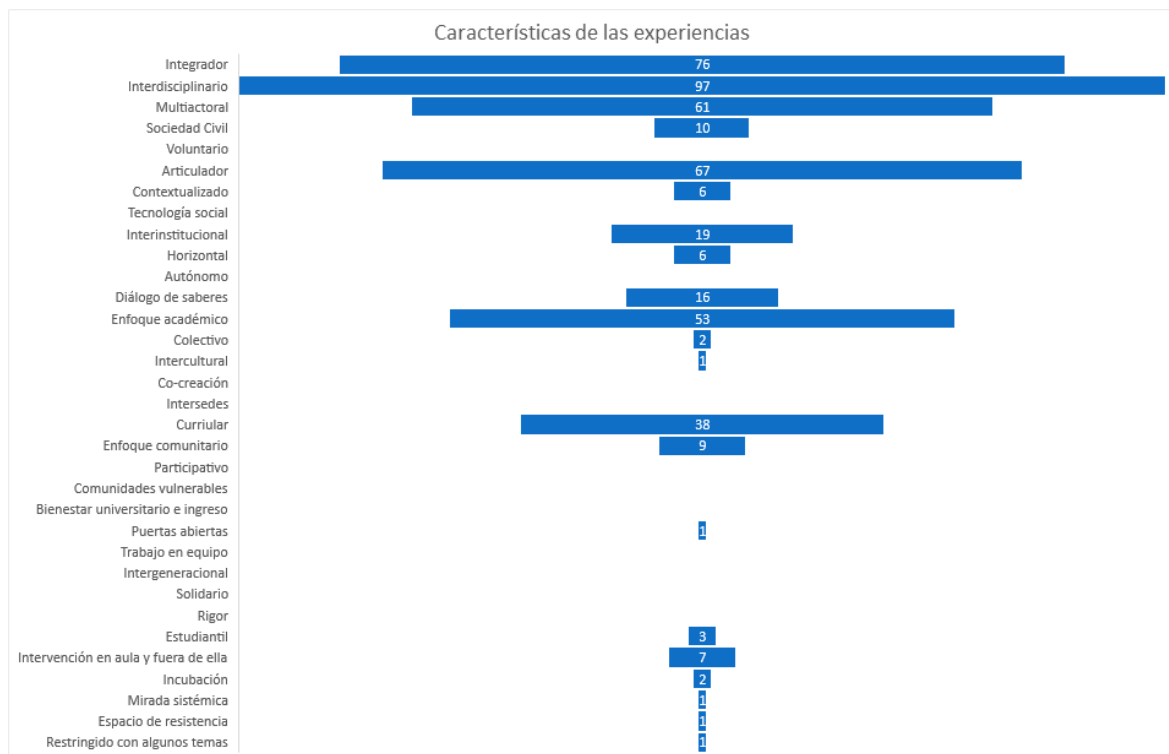 Características de las experiencias
Integrador 76
Interdisciplinario 97
Multiactoral 61
Sociedad Civil 10
Voluntario
Articulador 67
Contextualizado 6
Tecnología social
Interinstitucional 19
Horizontal 6
Autónomo
Diálogo de saberes 16
Enfoque académico 53
Colectivo 2
Intercultural 1
Co-creación
Intersedes
Curriular 38
Enfoque comunitario 9
Participativo
Comunidades vulnerables
Bienestar universitario e ingreso
Puertas abiertas 1
Trabajo en equipo
Intergeneracional
Solidario
Rigor
Estudiantil 3
Intervención en aula y fuera de ella 7
Incubación 2
Mirada sistémica 1
Espacio de resistencia 1
Restringido con algunos temas 1